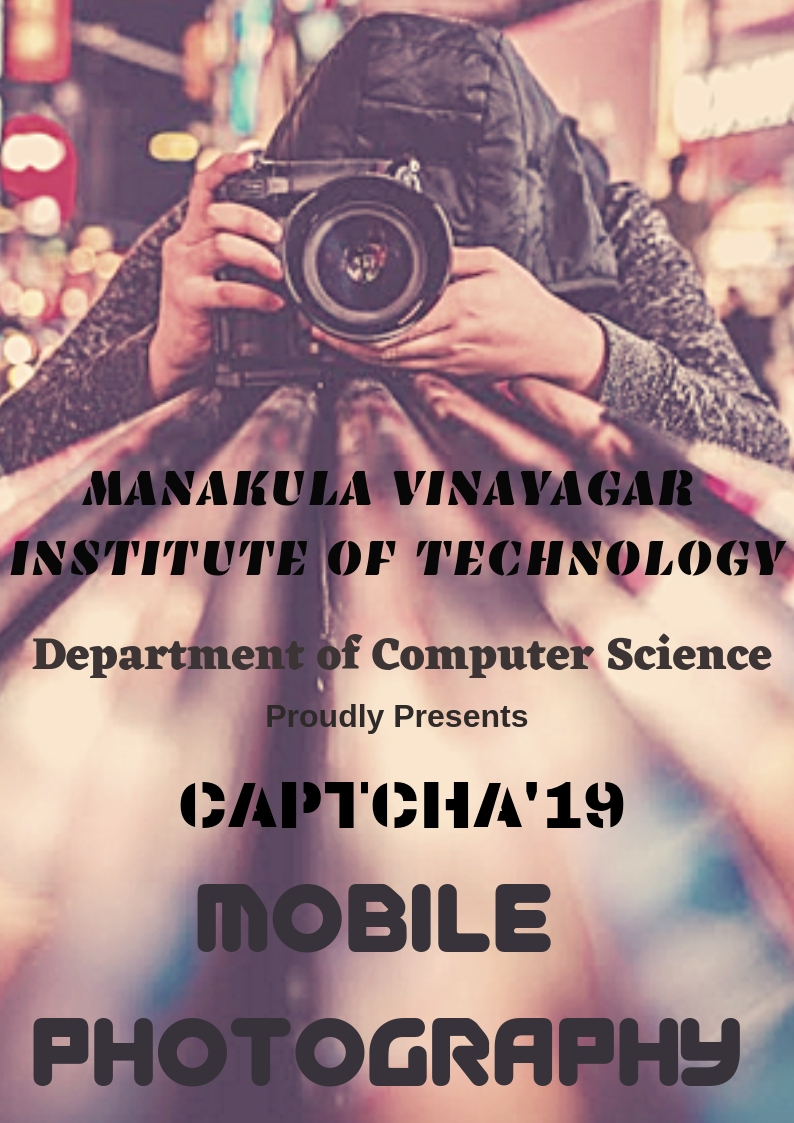 MANAKULA VINAYAGAR
INSTITUTE OF TECHNOLOGY
Department of Computer Science
Proudly Presents
CAPTCHA'19
MOBILE
PHOTOGRAPHY